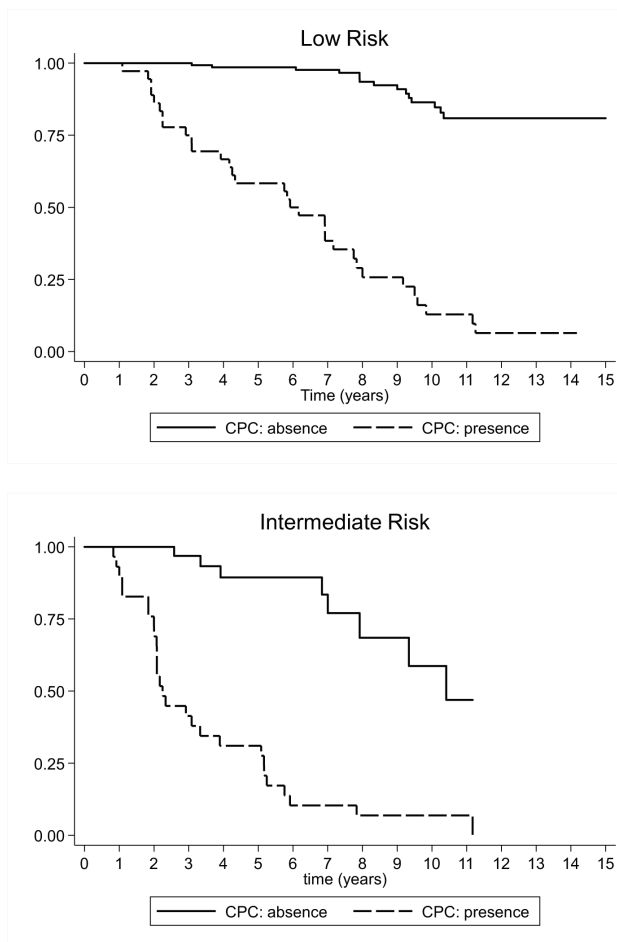 Low Risk
1.00
0.75
0.50
0.25
0.00
0 1 2 3 4 5 6 7 8 9 10 11 12 13 14 15
Time (years)
CPC: absence CPC: presence
Intermediate Risk
1.00
0.75
0.50
0.25
0.00
0 1 2 3 4 5 6 7 8 9 10 11 12 13 14 15
time (years)
CPC: absence CPC: presence